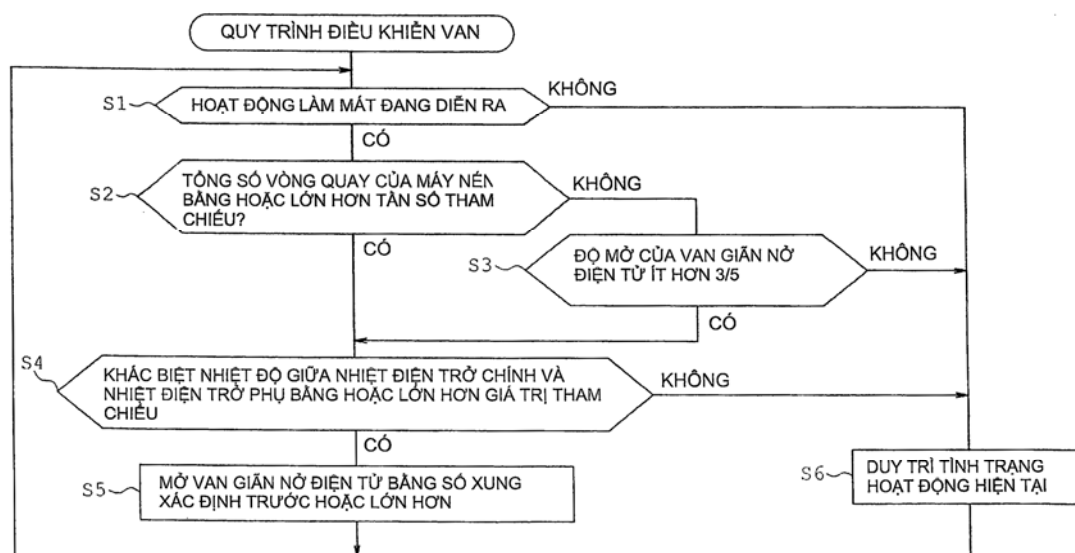 QUY TRÌNH ĐIỀU KHIỂN VAN
S1
HOẠT ĐỘNG LÀM MÁT ĐANG DIỄN RA
KHÔNG
CÓ
S2
TỔNG SỐ VÒNG QUAY CỦA MÁY NÉN
BẰNG HOẶC LỚN HƠN TẦN SỐ THAM
CHIẾU?
KHÔNG
CÓ
S3
ĐỘ MỞ CỦA VAN GIÃN NỞ
ĐIỆN TỬ ÍT HƠN 3/5
KHÔNG
CÓ
S4
KHÁC BIỆT NHIỆT ĐỘ GIỮA NHIỆT ĐIỆN TRỞ CHÍNH VÀ
NHIỆT ĐIỆN TRỞ PHỤ BẰNG HOẶC LỚN HƠN GIÁ TRỊ THAM
CHIẾU
KHÔNG
CÓ
S5
MỞ VAN GIÃN NỞ ĐIỆN TỬ BẰNG SỐ XUNG
XÁC ĐỊNH TRƯỚC HOẶC LỚN HƠN
S6
DUY TRÌ TÌNH TRẠNG
HOẠT ĐỘNG HIỆN TẠI